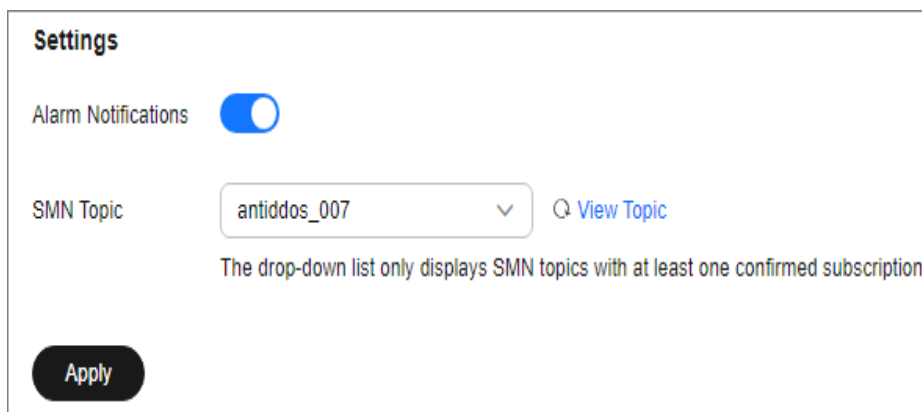 Settings
Alarm Notifications
SMN Topic antiddos_007 View Topic
The drop-down list only displays SMN topics with at least one confirmed subscription
Apply